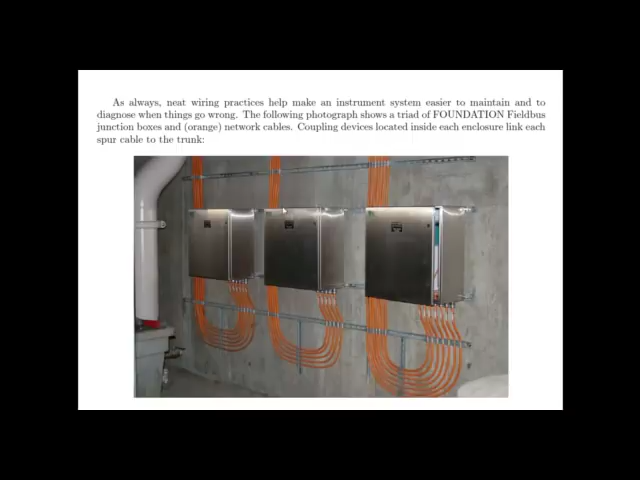 As always, neat wiring practices help make an instrument system easier to maintain and to
diagnose when things go wrong. The following photograph shows a triad of FOUNDATION Fieldbus
junction boxes and (orange) network cables. Coupling devices located inside each enclosure link each
spur cable to the trunk: